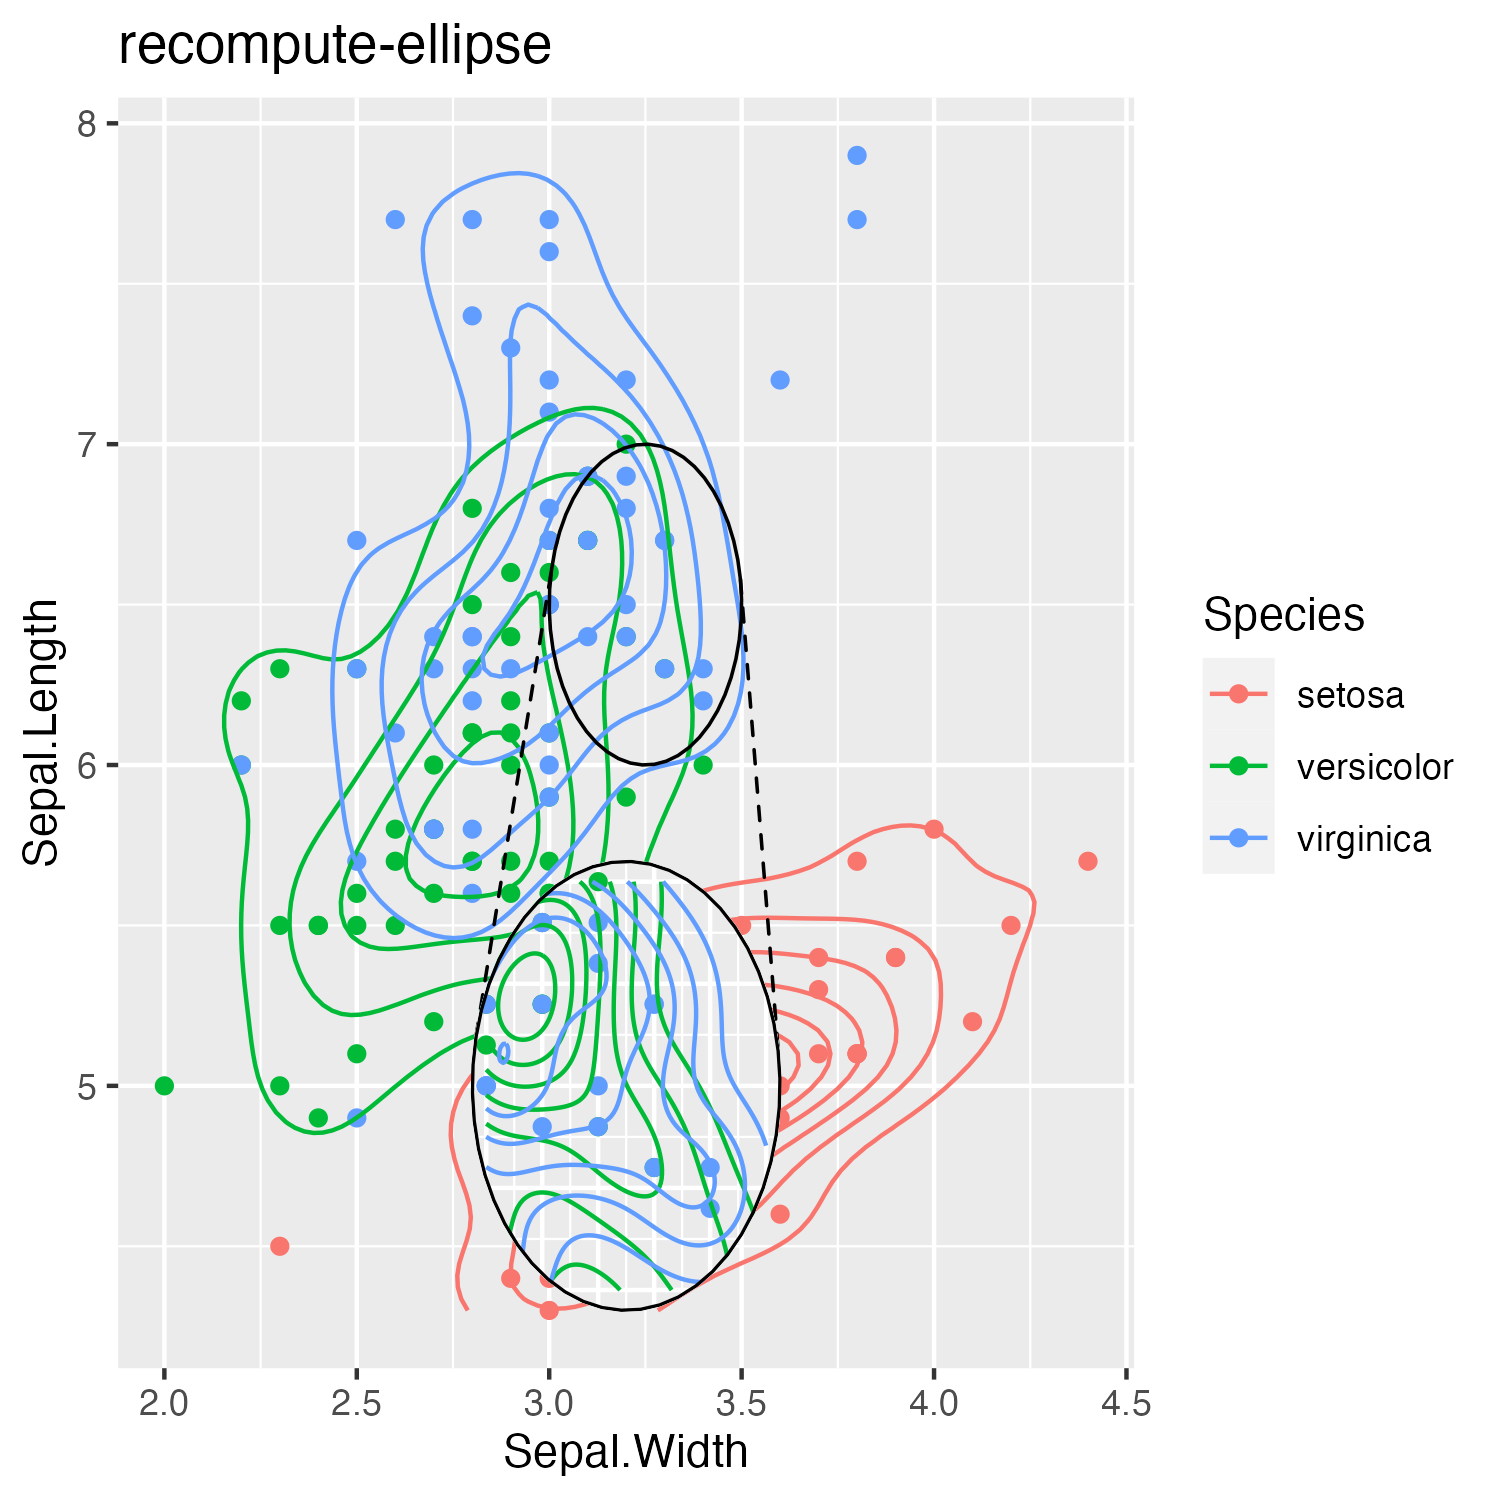 recompute-ellipse
8
7
6
5
Sepal.Length
2.0 2.5 3.0 3.5 4.0 4.5
Sepal.Width
Species
setosa
versicolor
virginica